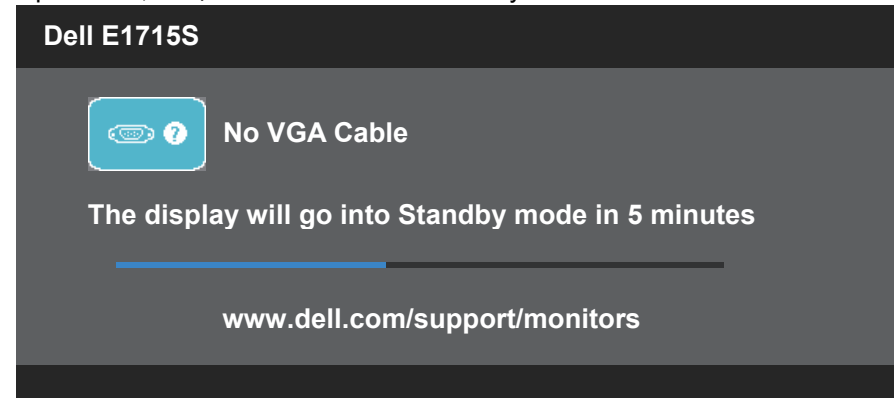 Dell E1715S
No VGA Cable
The display will go into Standby mode in 5 minutes
www.dell.com/support/monitors